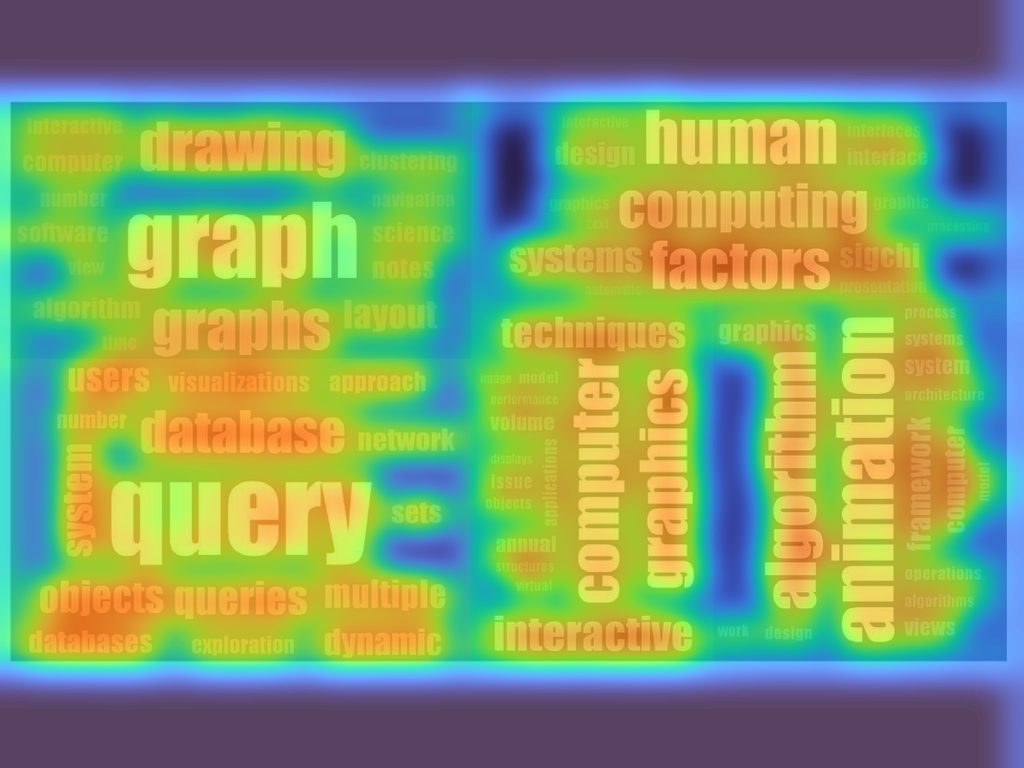 interactive
drawing
computer
clustering
number
navigation
graph
software
science
view
notes
algorithm
graphs
layout
time
users
visualizations
approach
number
database
network
system
query
sets
objects
queries
multiple
databases
exploration
dynamic
interactive
human
interfaces
design
interface
graphics
computing
graphic
text
processing
systems
factors
sigchi
automatic
presentation
techniques
graphics
process
systems
system
image
model
performance
architecture
volume
computer
graphics
algorithm
animation
framework
computer
model
displays
issue
objects
applications
annual
structures
virtual
operations
algorithms
interactive
work
design
views